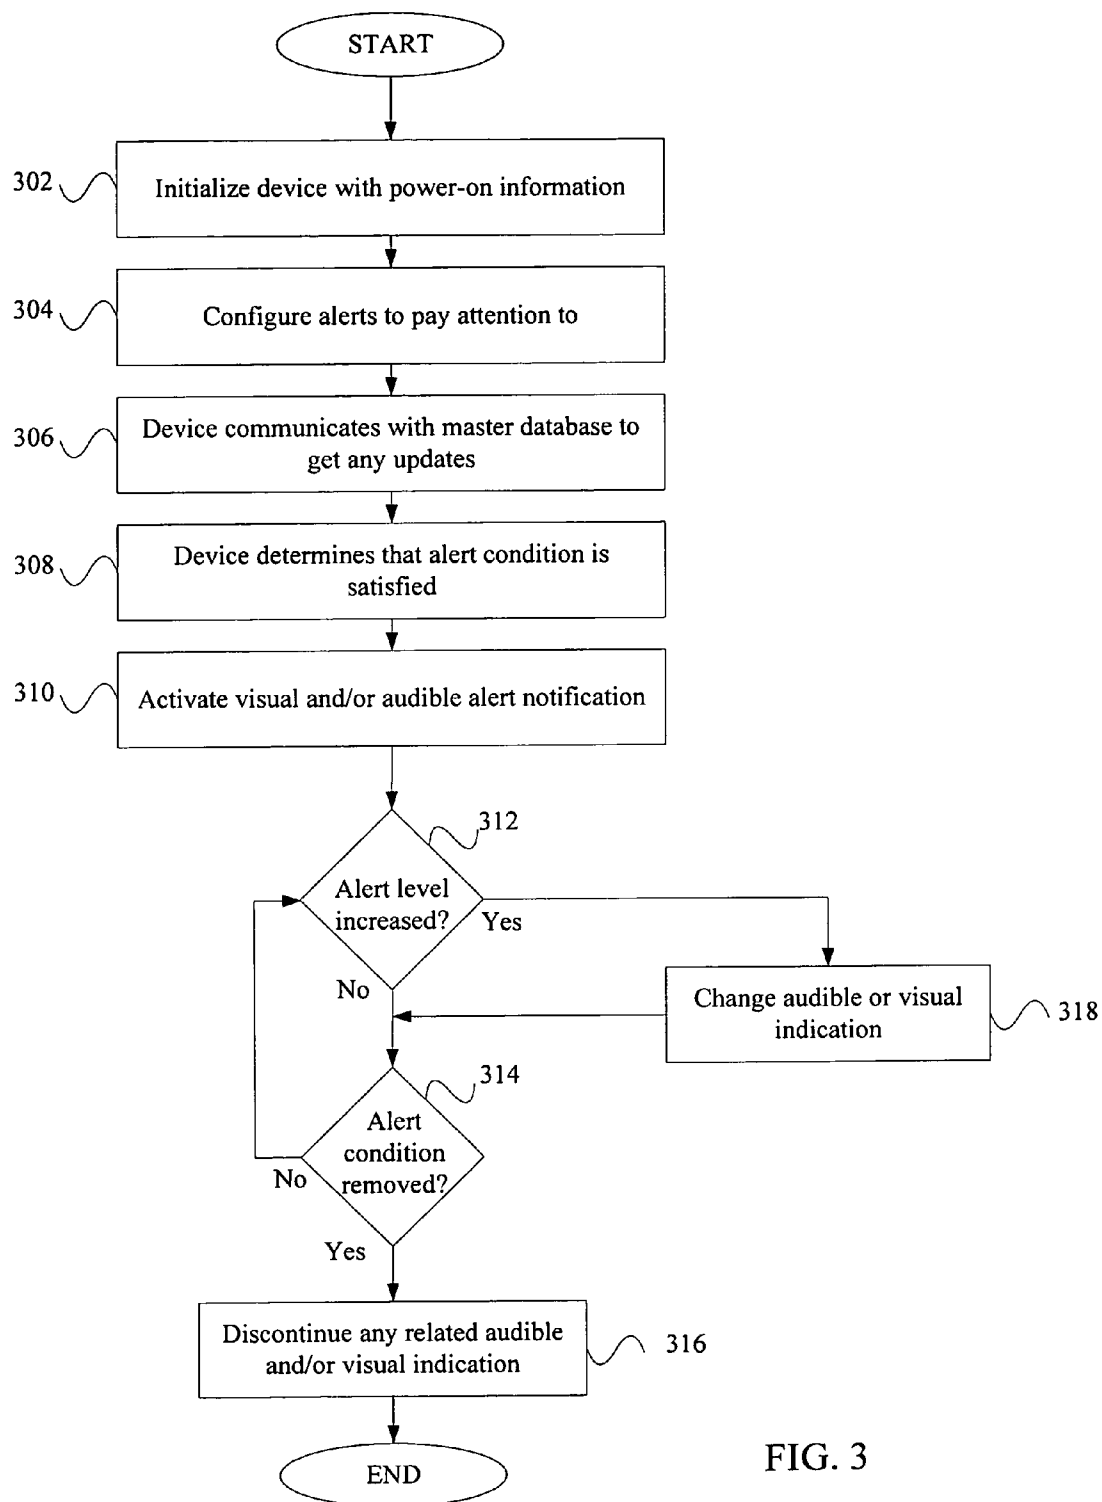 START
302
Initialize device with power-on information
304
Configure alerts to pay attention to
306
Device communicates with master database to
get any updates
308
Device determines that alert condition is
satisfied
310
Activate visual and/or audible alert notification
312
Alert level
increased?
Yes
No
Change audible or visual
indication
318
314
Alert
condition
removed?
No
Yes
Discontinue any related audible
and/or visual indication
316
END
FIG. 3